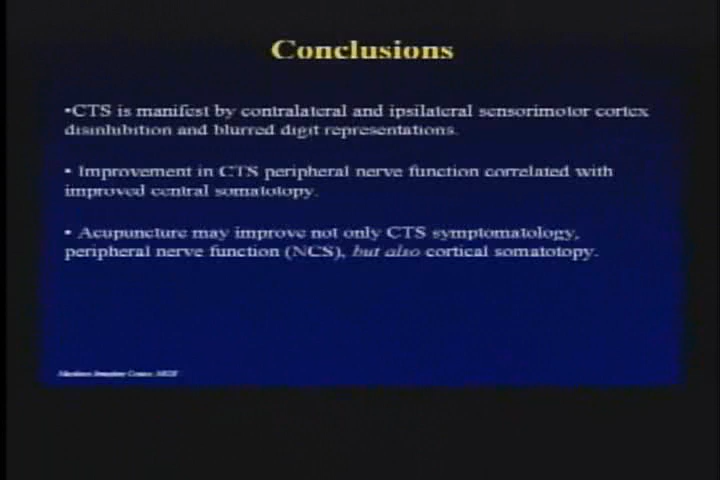 Conclusions
•CTS is manifest by contralateral and ipsilateral sensorimotor cortex
disinhibition and blurred digit representations.
• Improvement in CTS peripheral nerve function correlated with
improved central somatotopy.
• Acupuncture may improve not only CTS symptomatology,
peripheral nerve function (NCS), but also cortical somatotopy.